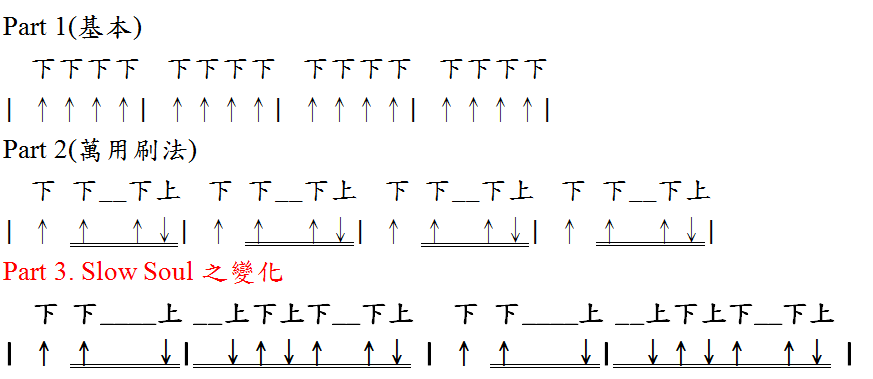 Part 1(基本)
下下下下 下下下下 下下下下 下下下下
| ↑ ↑ ↑ ↑ | ↑ ↑ ↑ ↑ | ↑ ↑ ↑ ↑ | ↑ ↑ ↑ ↑ |
Part 2(萬用刷法)
下 下__下上 下 下__下上 下 下__下上 下 下__下上
| ↑ ↑ ↑ ↓ | ↑ ↑ ↑ ↓ | ↑ ↑ ↑ ↓ | ↑ ↑ ↑ ↓ |
Part 3. Slow Soul 之變化
下 下____上 __上下上下__下上 下 下____上 __上下上下__下上
| ↑ ↑ ↓ | ↓ ↑ ↓ ↑ ↑ ↓ | ↑ ↑ ↓ | ↓ ↑ ↓ ↑ ↑ ↓ |